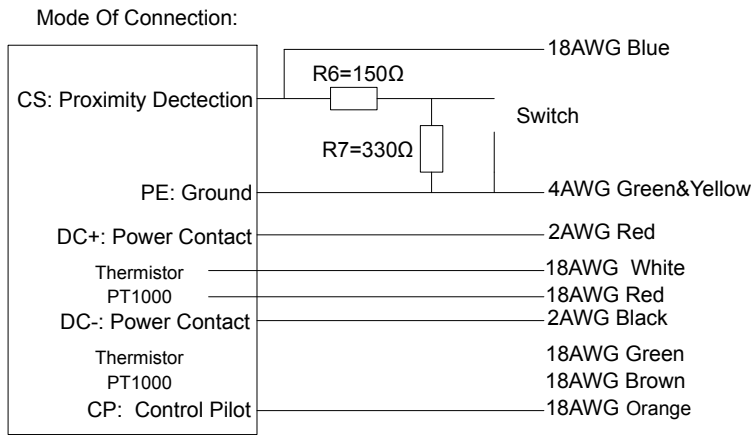 Mode Of Connection:
18AWG Blue
R6=150Ω
CS: Proximity Dectection
Switch
R7=330Ω
PE: Ground
4AWG Green&Yellow
DC+: Power Contact
2AWG Red
Thermistor
18AWG White
PT1000
18AWG Red
DC-: Power Contact
2AWG Black
Thermistor
18AWG Green
PT1000
18AWG Brown
CP: Control Pilot
18AWG Orange